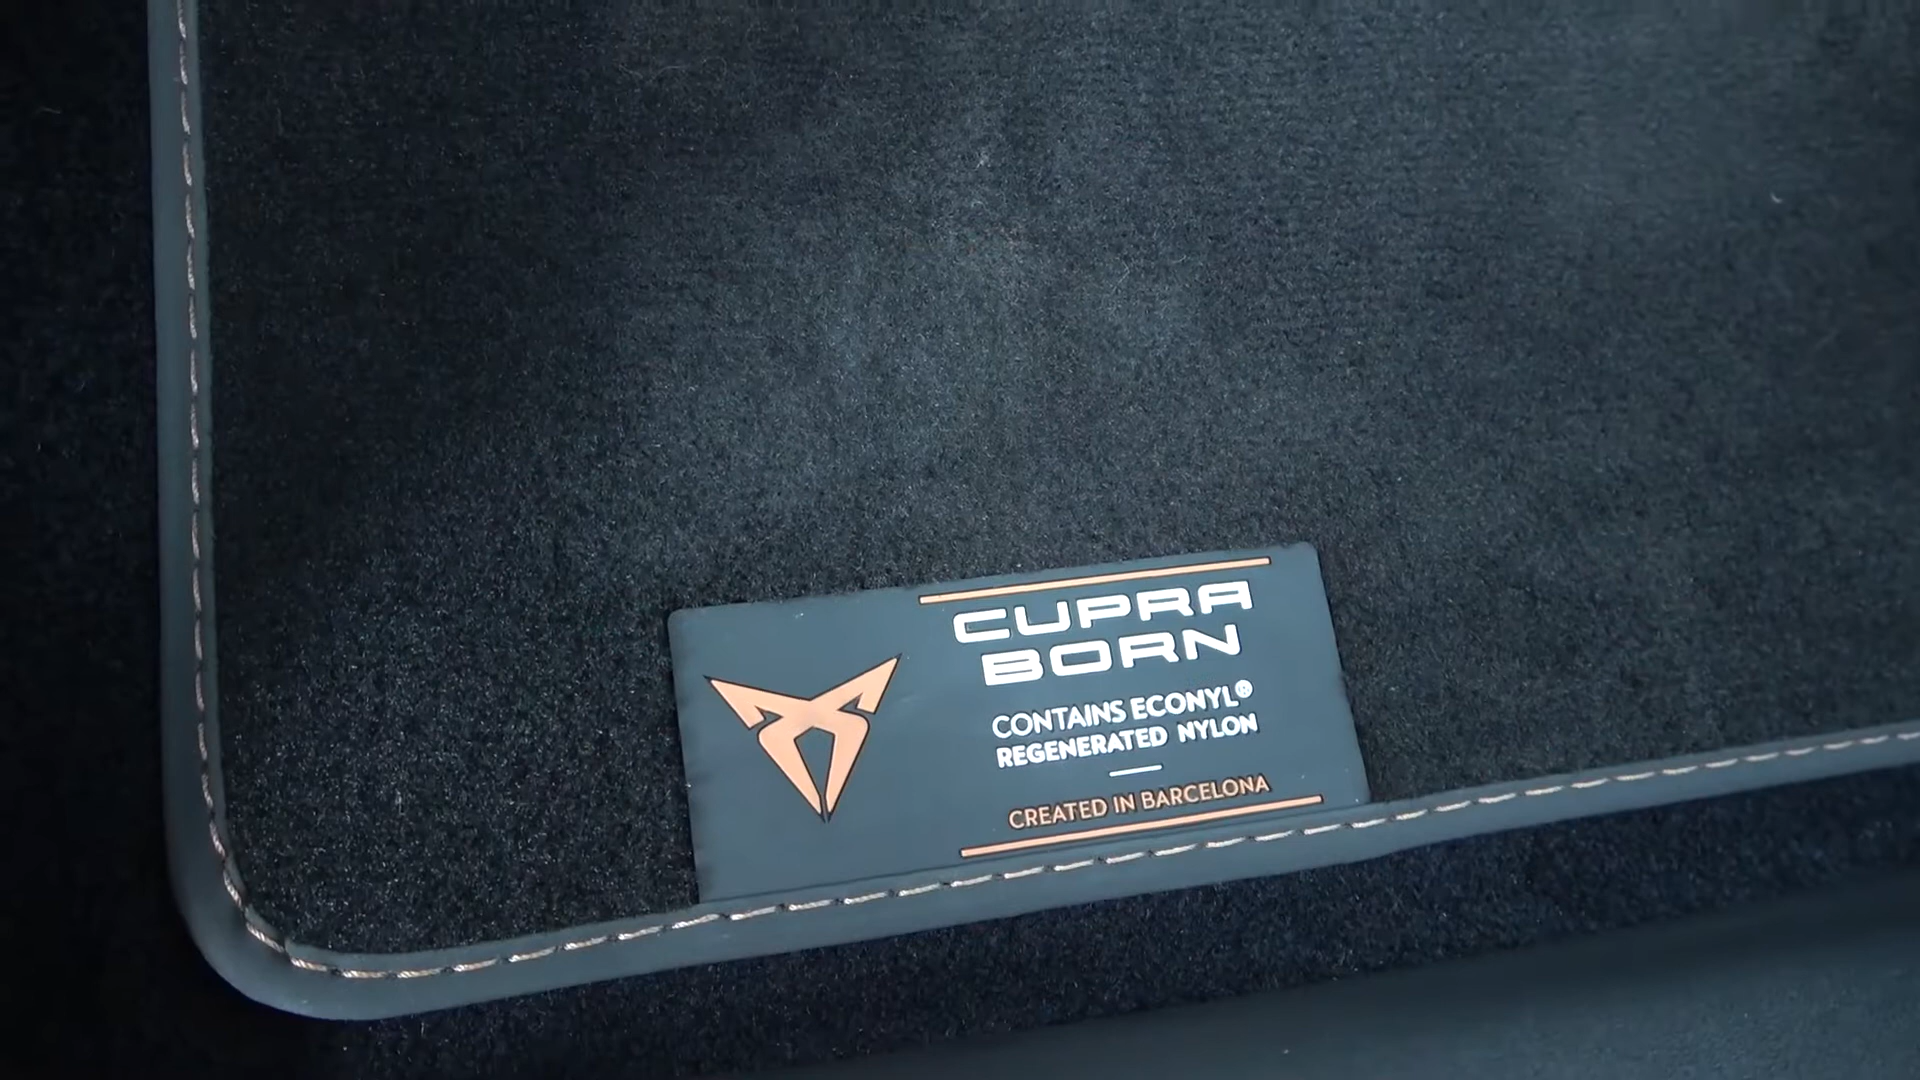 CUPRA
BORN
CONTAINS ECONYL®
REGENERATED NYLON
CREATED IN BARCELONA